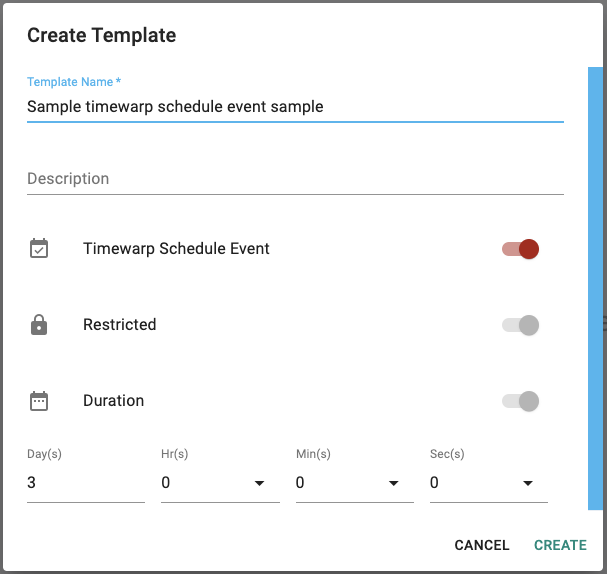 Create Template
Template Name *
Sample timewarp schedule event sample
Description
Timewarp Schedule Event
Restricted
Duration
Day(s) Hr(s) Min(s) Sec(s)
3 0 0 0
CANCEL CREATE